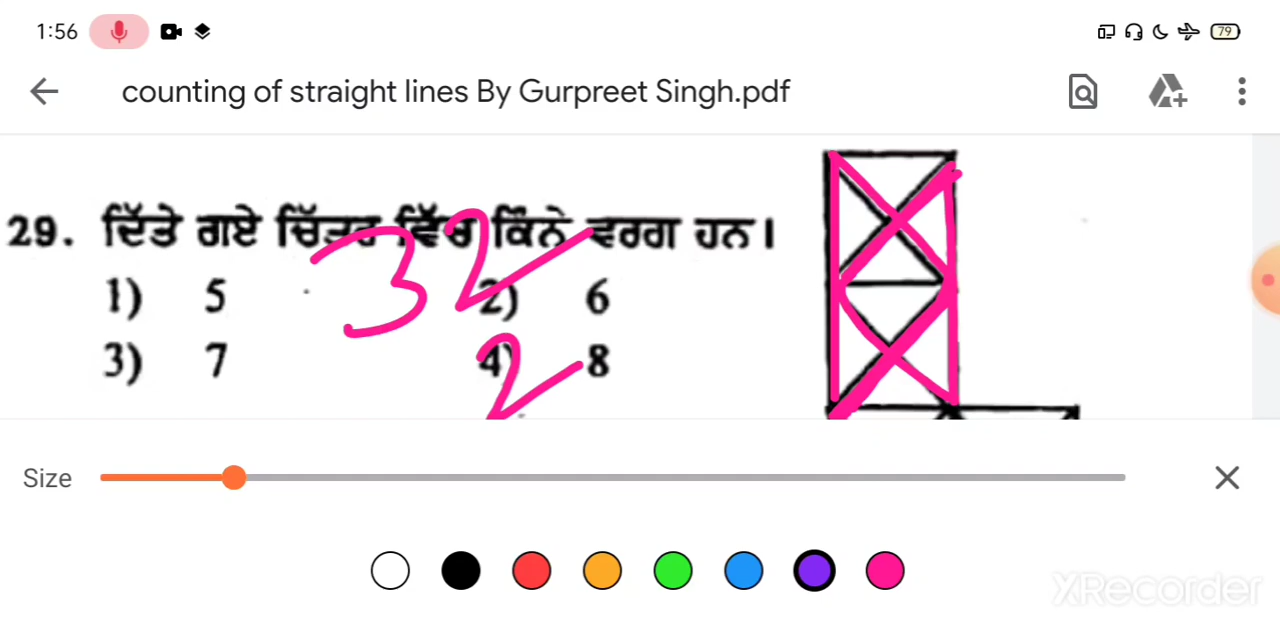 1:56 79
counting of straight lines By Gurpreet Singh.pdf
29. ਦਿੱਤੇ ਗਏ ਚਿੱਤਰ ਵਿੱਚ ਕਿੰਨੇ ਵਰਗ ਹਨ।
32
1) 5 2) 6
3) 7 4) 8
2
Size
XRecorder